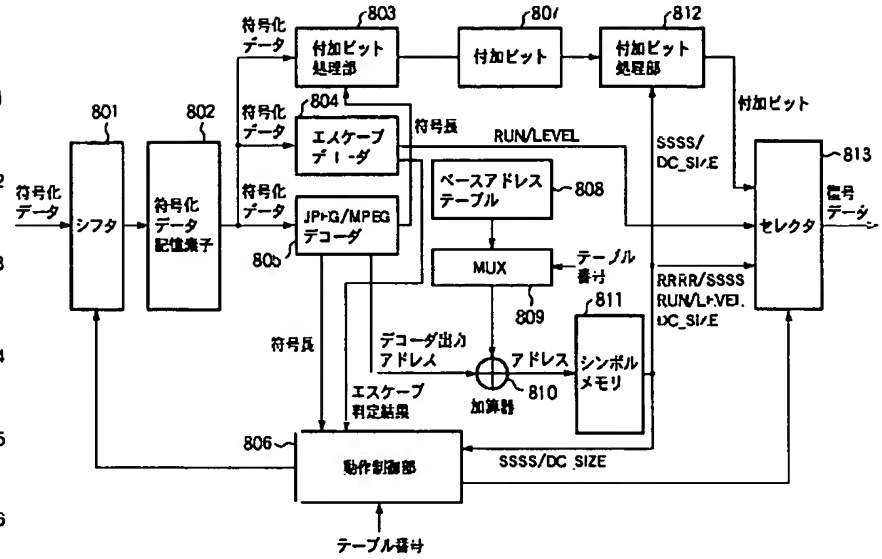 803
807
812
符号化
データ
付加ビット
処理部
付加ビット
付加ビット
処理部
付加ビット
801
802
804
符号化
データ
エスケープ
デコーダ
符号長
RUN/LEVEL
SSSS/
DC_SIZE
813
2
符号化
データ
シフタ
符号化
データ
記憶素子
符号化
データ
JPEG/MPEG
デコーダ
805
ベースアドレス
テーブル
808
セレクタ
復号
データ
3
MUX
テーブル
番号
809
811
RRRR/SSSS
RUN/LEVEL,
DC_SIZE
4
符号長
デコーダ出力
アドレス
アドレス
シンボル
メモリ
810
加算器
エスケープ
判定結果
5
806
動作制御部
SSSS/DC_SIZE
6
テーブル番号